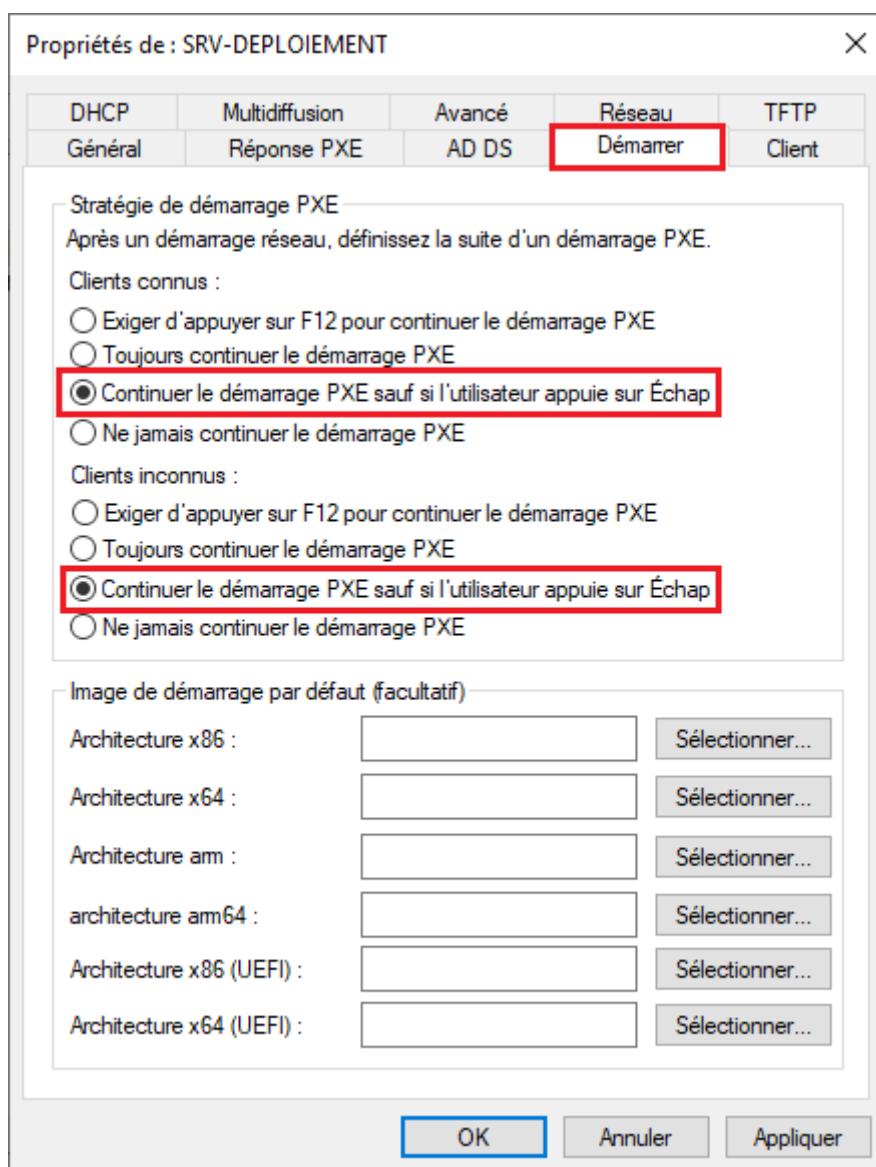 Propriétés de : SRV-DEPLOIEMENT
DHCP Multidiffusion Avancé Réseau TFTP
Général Réponse PXE AD DS Démarrer Client
Stratégie de démarrage PXE
Après un démarrage réseau, définissez la suite d'un démarrage PXE.
Clients connus :
Exiger d'appuyer sur F12 pour continuer le démarrage PXE
Toujours continuer le démarrage PXE
Continuer le démarrage PXE sauf si l'utilisateur appuie sur Échap
Ne jamais continuer le démarrage PXE
Clients inconnus :
Exiger d'appuyer sur F12 pour continuer le démarrage PXE
Toujours continuer le démarrage PXE
Continuer le démarrage PXE sauf si l'utilisateur appuie sur Échap
Ne jamais continuer le démarrage PXE
Image de démarrage par défaut (facultatif)
Architecture x86 : Sélectionner...
Architecture x64 : Sélectionner...
Architecture arm : Sélectionner...
architecture arm64 : Sélectionner...
Architecture x86 (UEFI) : Sélectionner...
Architecture x64 (UEFI) : Sélectionner...
OK Annuler Appliquer